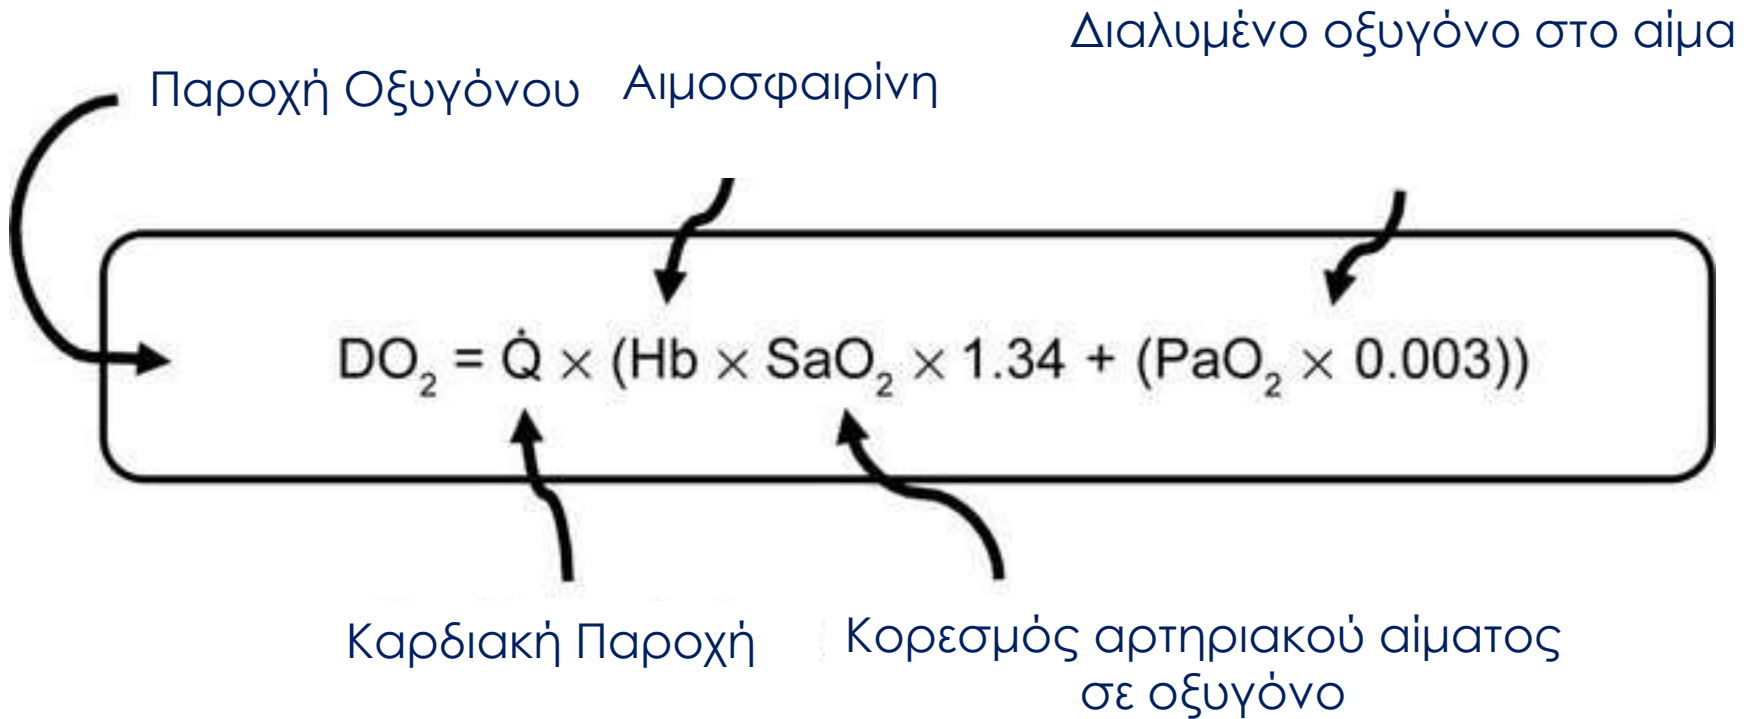 Διαλυμένο οξυγόνο στο αίμα
Παροχή Οξυγόνου
Αιμοσφαιρίνη
DO₂ = Q̇ × (Hb × SaO₂ × 1.34 + (PaO₂ × 0.003))
Καρδιακή Παροχή
Κορεσμός αρτηριακού αίματος
σε οξυγόνο